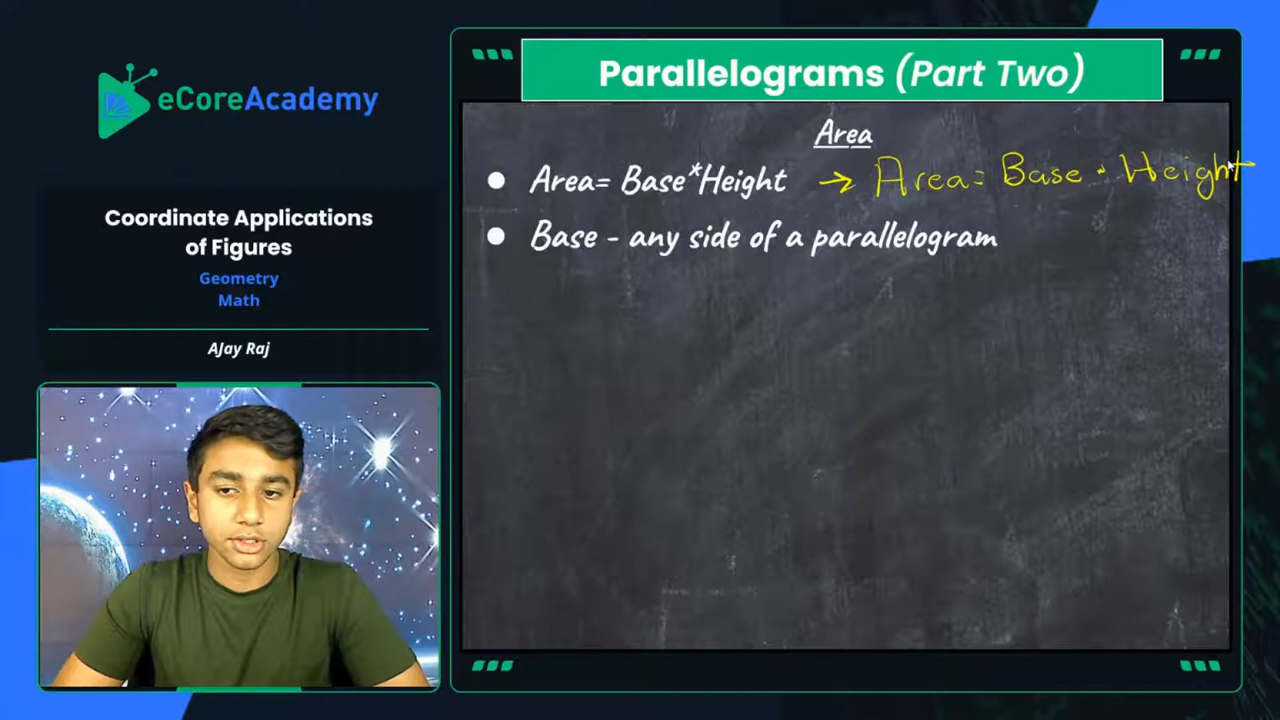 eCoreAcademy
Coordinate Applications
of Figures
Geometry
Math
AJay Raj
Parallelograms (Part Two)
Area
Area= Base*Height → Area= Base · Height
Base - any side of a parallelogram